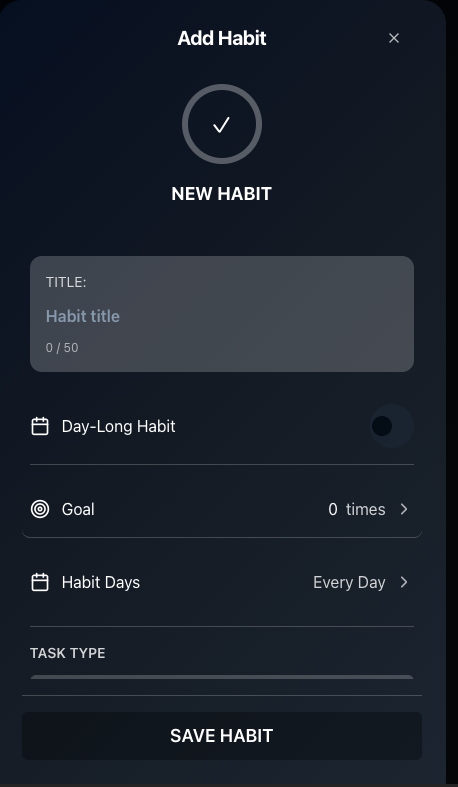 Add Habit
NEW HABIT
TITLE:
Habit title
0 / 50
Day-Long Habit
Goal 0 times
Habit Days Every Day
TASK TYPE
SAVE HABIT